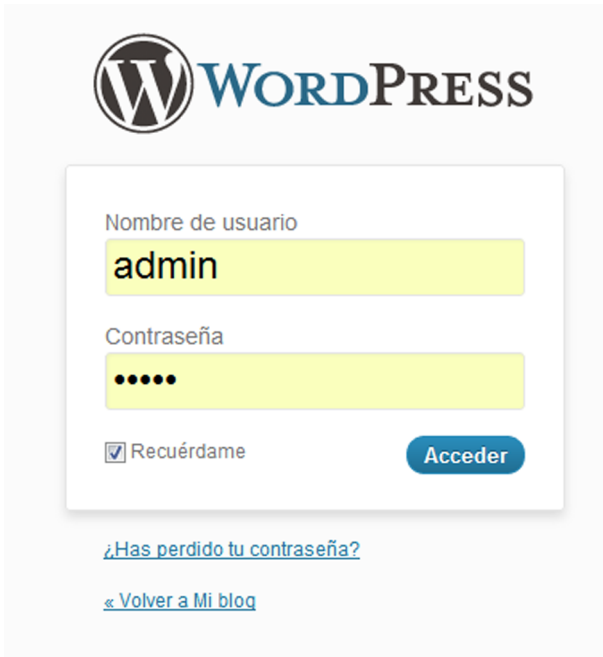 WORDPRESS
Nombre de usuario
admin
Contraseña
•••••
Recuérdame
Acceder
¿Has perdido tu contraseña?
« Volver a Mi blog